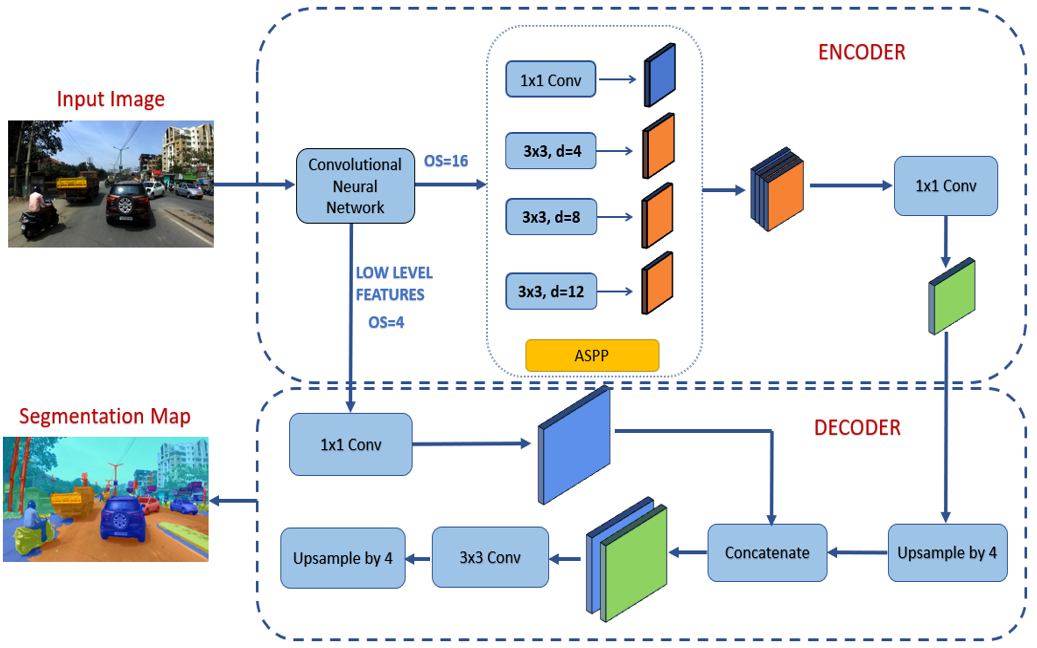 ENCODER
Input Image
1x1 Conv
3x3, d=4
3x3, d=8
3x3, d=12
ASPP
Convolutional
Neural
Network
OS=16
LOW LEVEL
FEATURES
OS=4
1x1 Conv
DECODER
Segmentation Map
1x1 Conv
Upsample by 4
3x3 Conv
Concatenate
Upsample by 4